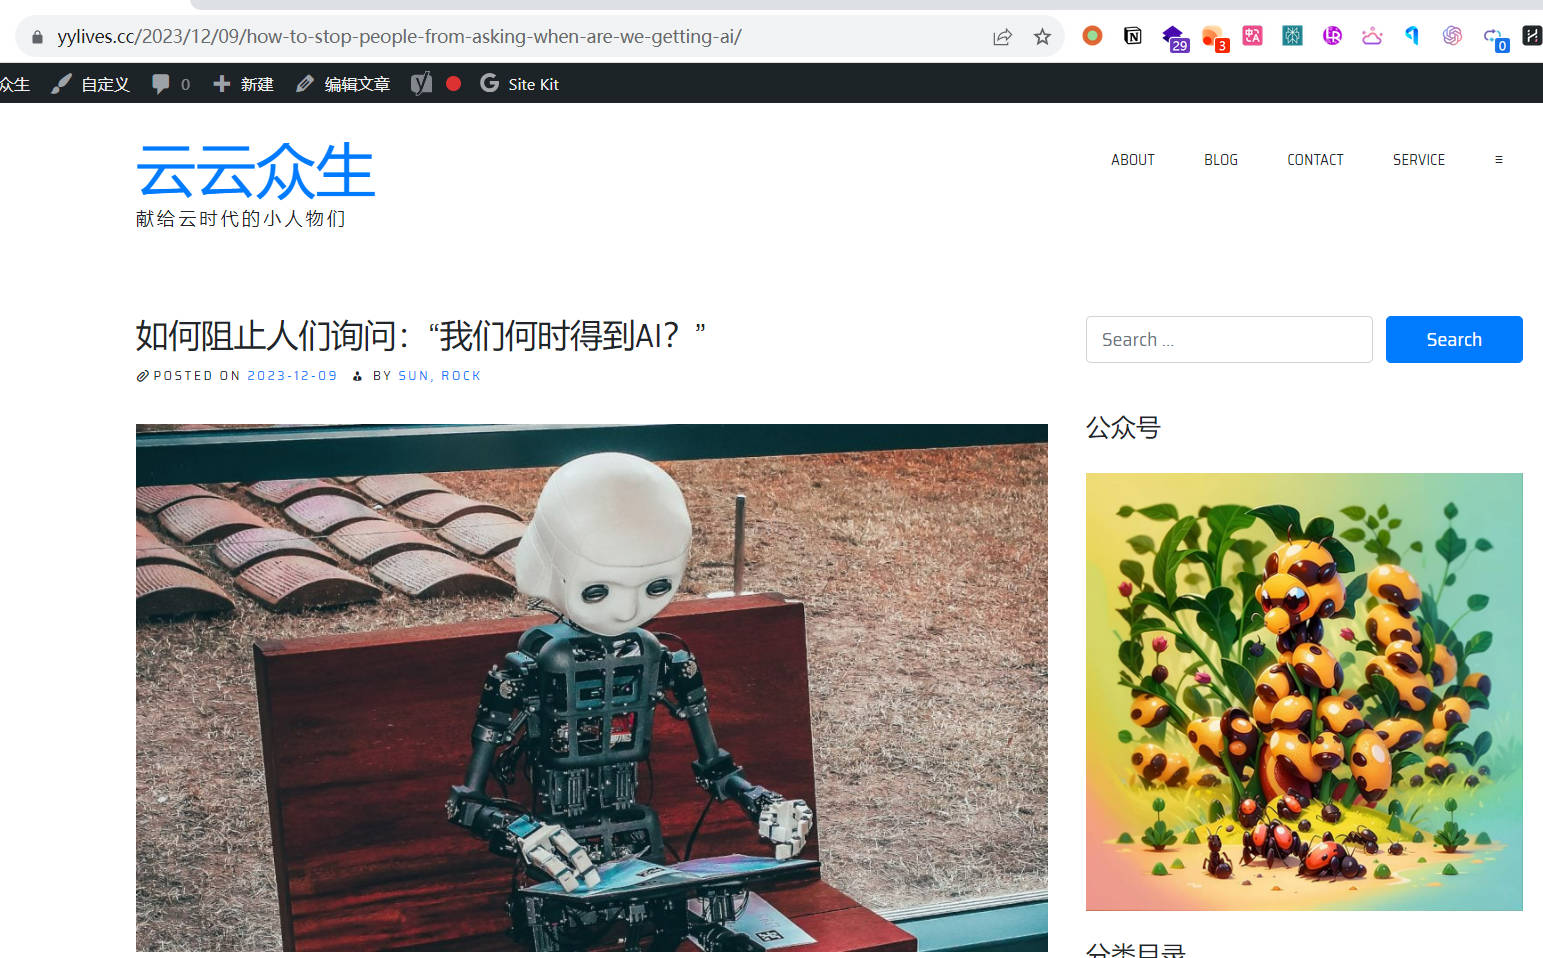 yylives.cc/2023/12/09/how-to-stop-people-from-asking-when-are-we-getting-ai/
29
3
0
众生 自定义 0 新建 编辑文章 Site Kit
云云众生
献给云时代的小人物们
ABOUT BLOG CONTACT SERVICE
如何阻止人们询问：“我们何时得到AI？”
POSTED ON 2023-12-09 BY SUN, ROCK
Search ...
Search
公众号
分类目录